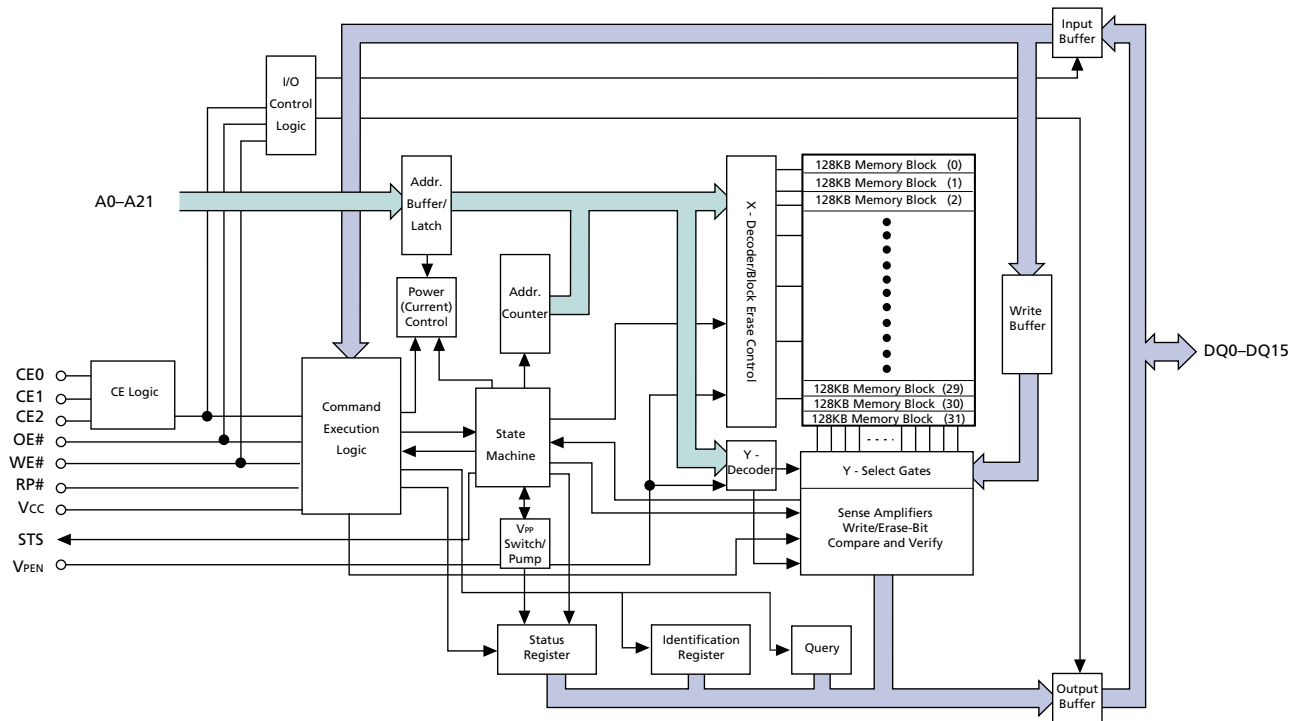 Input
Buffer
I/O
Control
Logic
A0–A21
Addr.
Buffer/
Latch
Power
(Current)
Control
Addr.
Counter
X - Decoder/Block Erase Control
128KB Memory Block (0)
128KB Memory Block (1)
128KB Memory Block (2)
128KB Memory Block (29)
128KB Memory Block (30)
128KB Memory Block (31)
Write
Buffer
DQ0–DQ15
CE0
CE1
CE2
OE#
WE#
RP#
VCC
STS
VPEN
CE Logic
Command
Execution
Logic
State
Machine
VPP
Switch/
Pump
Y -
Decoder
Y - Select Gates
Sense Amplifiers
Write/Erase-Bit
Compare and Verify
Status
Register
Identification
Register
Query
Output
Buffer